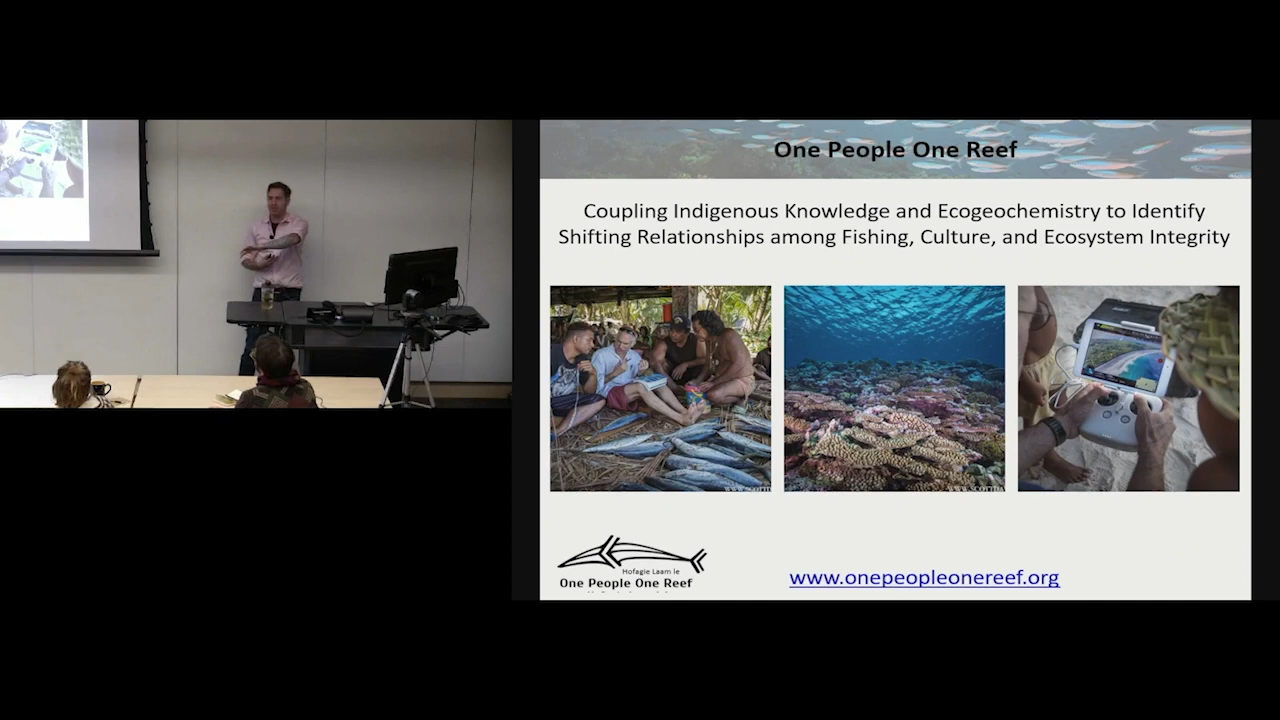 One People One Reef
Coupling Indigenous Knowledge and Ecogeochemistry to Identify
Shifting Relationships among Fishing, Culture, and Ecosystem Integrity
Hofagie Laam le
One People One Reef
www.onepeopleonereef.org